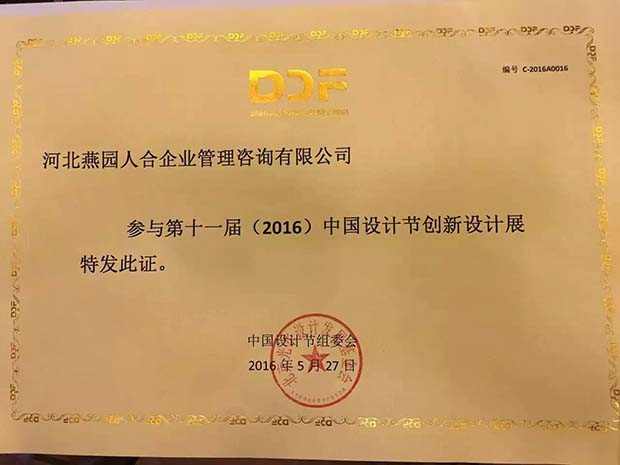 编号 C-2016A0016
DDF
河北燕园人合企业管理咨询有限公司
参与第十一届（2016）中国设计节创新设计展
特发此证。
中国设计节组委会
2016 年 5 月 27 日